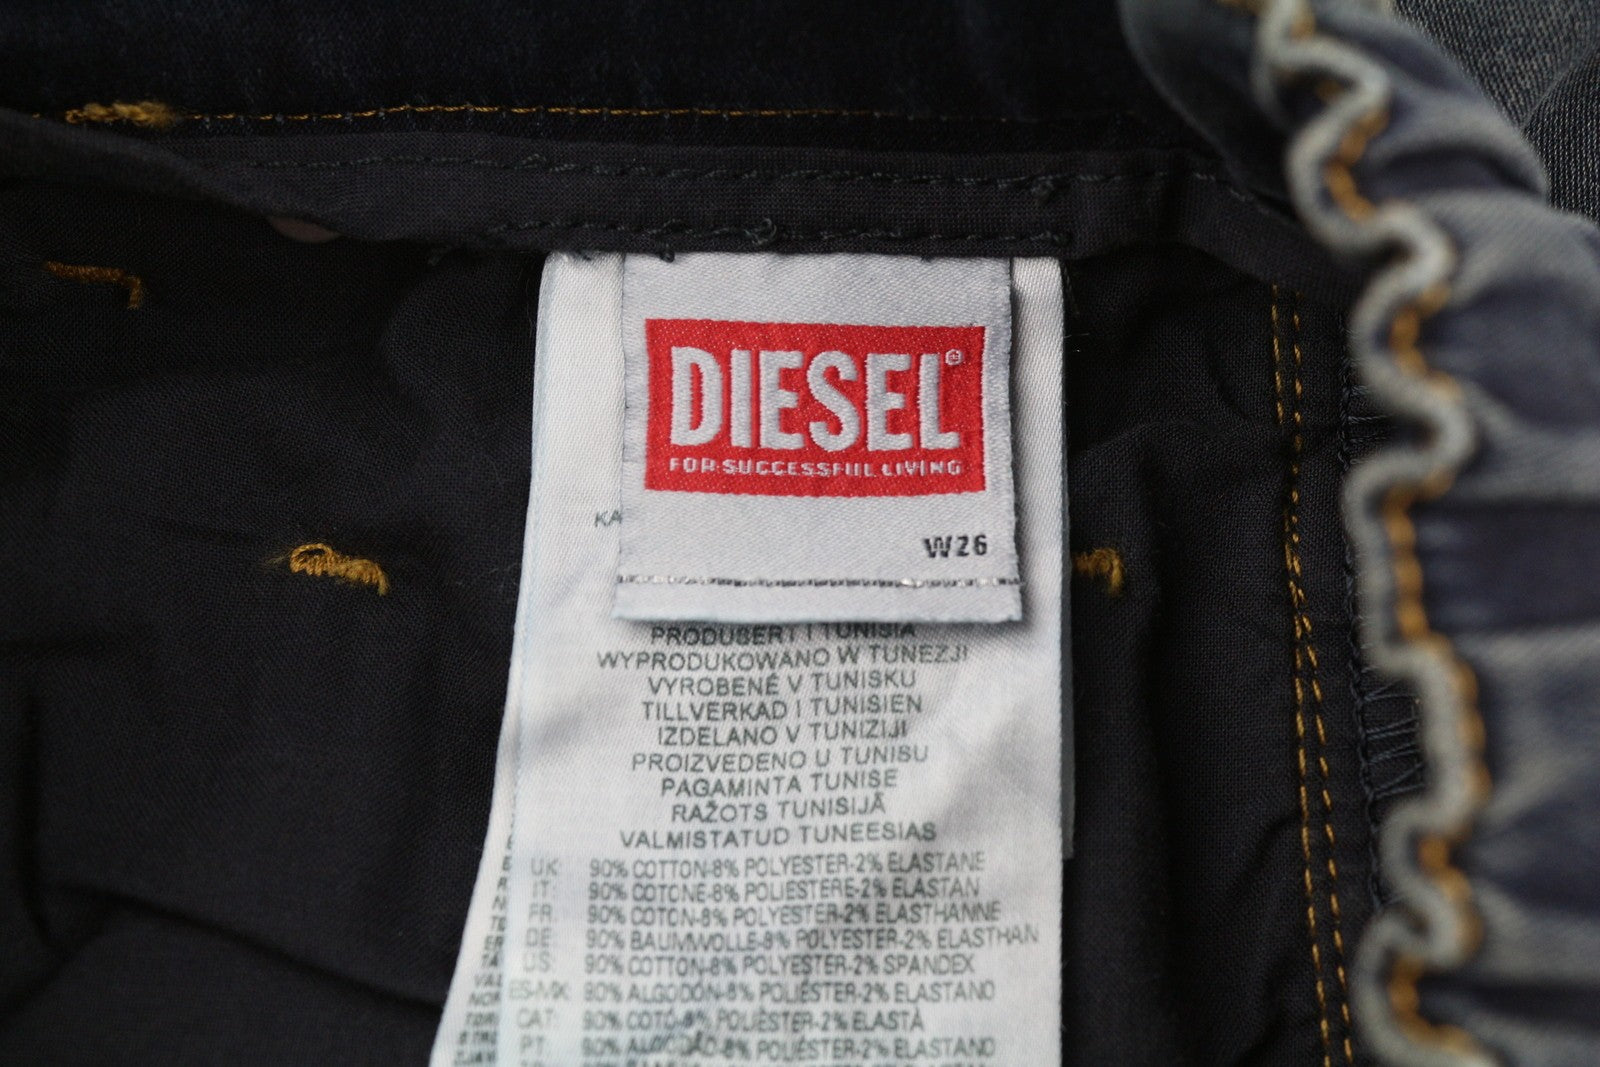 DIESEL®
FOR SUCCESSFUL LIVING
W26
KA
PRODUSERT I TUNISIA
WYPRODUKOWANO W TUNEZJI
VYROBENÉ V TUNISKU
TILLVERKAD I TUNISIEN
IZDELANO V TUNIZIJI
PROIZVEDENO U TUNISU
PAGAMINTA TUNISE
RAŽOTS TUNISIJĀ
VALMISTATUD TUNEESIAS
UK: 90% COTTON-8% POLYESTER-2% ELASTANE
IT: 90% COTONE-8% POLIESTERE-2% ELASTAN
FR: 90% COTON-8% POLYESTER-2% ELASTHANNE
DE: 90% BAUMWOLLE-8% POLYESTER-2% ELASTHAN
US: 90% COTTON-8% POLYESTER-2% SPANDEX
ES-MX: 90% ALGODÓN-8% POLIÉSTER-2% ELASTANO
CAT: 90% COTÓ-8% POLIÈSTER-2% ELASTÀ
PT: 90% ALGODÃO-8% POLIÉSTER-2% ELASTANO